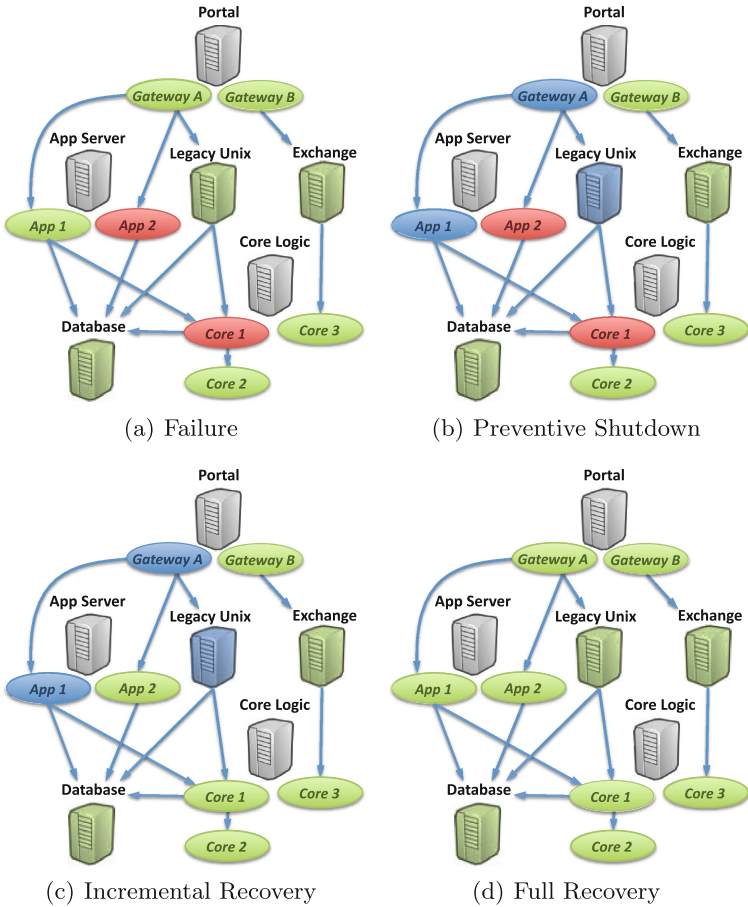 Portal
Gateway A
Gateway B
App Server
Legacy Unix
Exchange
App 1
App 2
Core Logic
Database
Core 1
Core 3
Core 2
(a) Failure
Portal
Gateway A
Gateway B
App Server
Legacy Unix
Exchange
App 1
App 2
Core Logic
Database
Core 1
Core 3
Core 2
(b) Preventive Shutdown
Portal
Gateway A
Gateway B
App Server
Legacy Unix
Exchange
App 1
App 2
Core Logic
Database
Core 1
Core 3
Core 2
(c) Incremental Recovery
Portal
Gateway A
Gateway B
App Server
Legacy Unix
Exchange
App 1
App 2
Core Logic
Database
Core 1
Core 3
Core 2
(d) Full Recovery